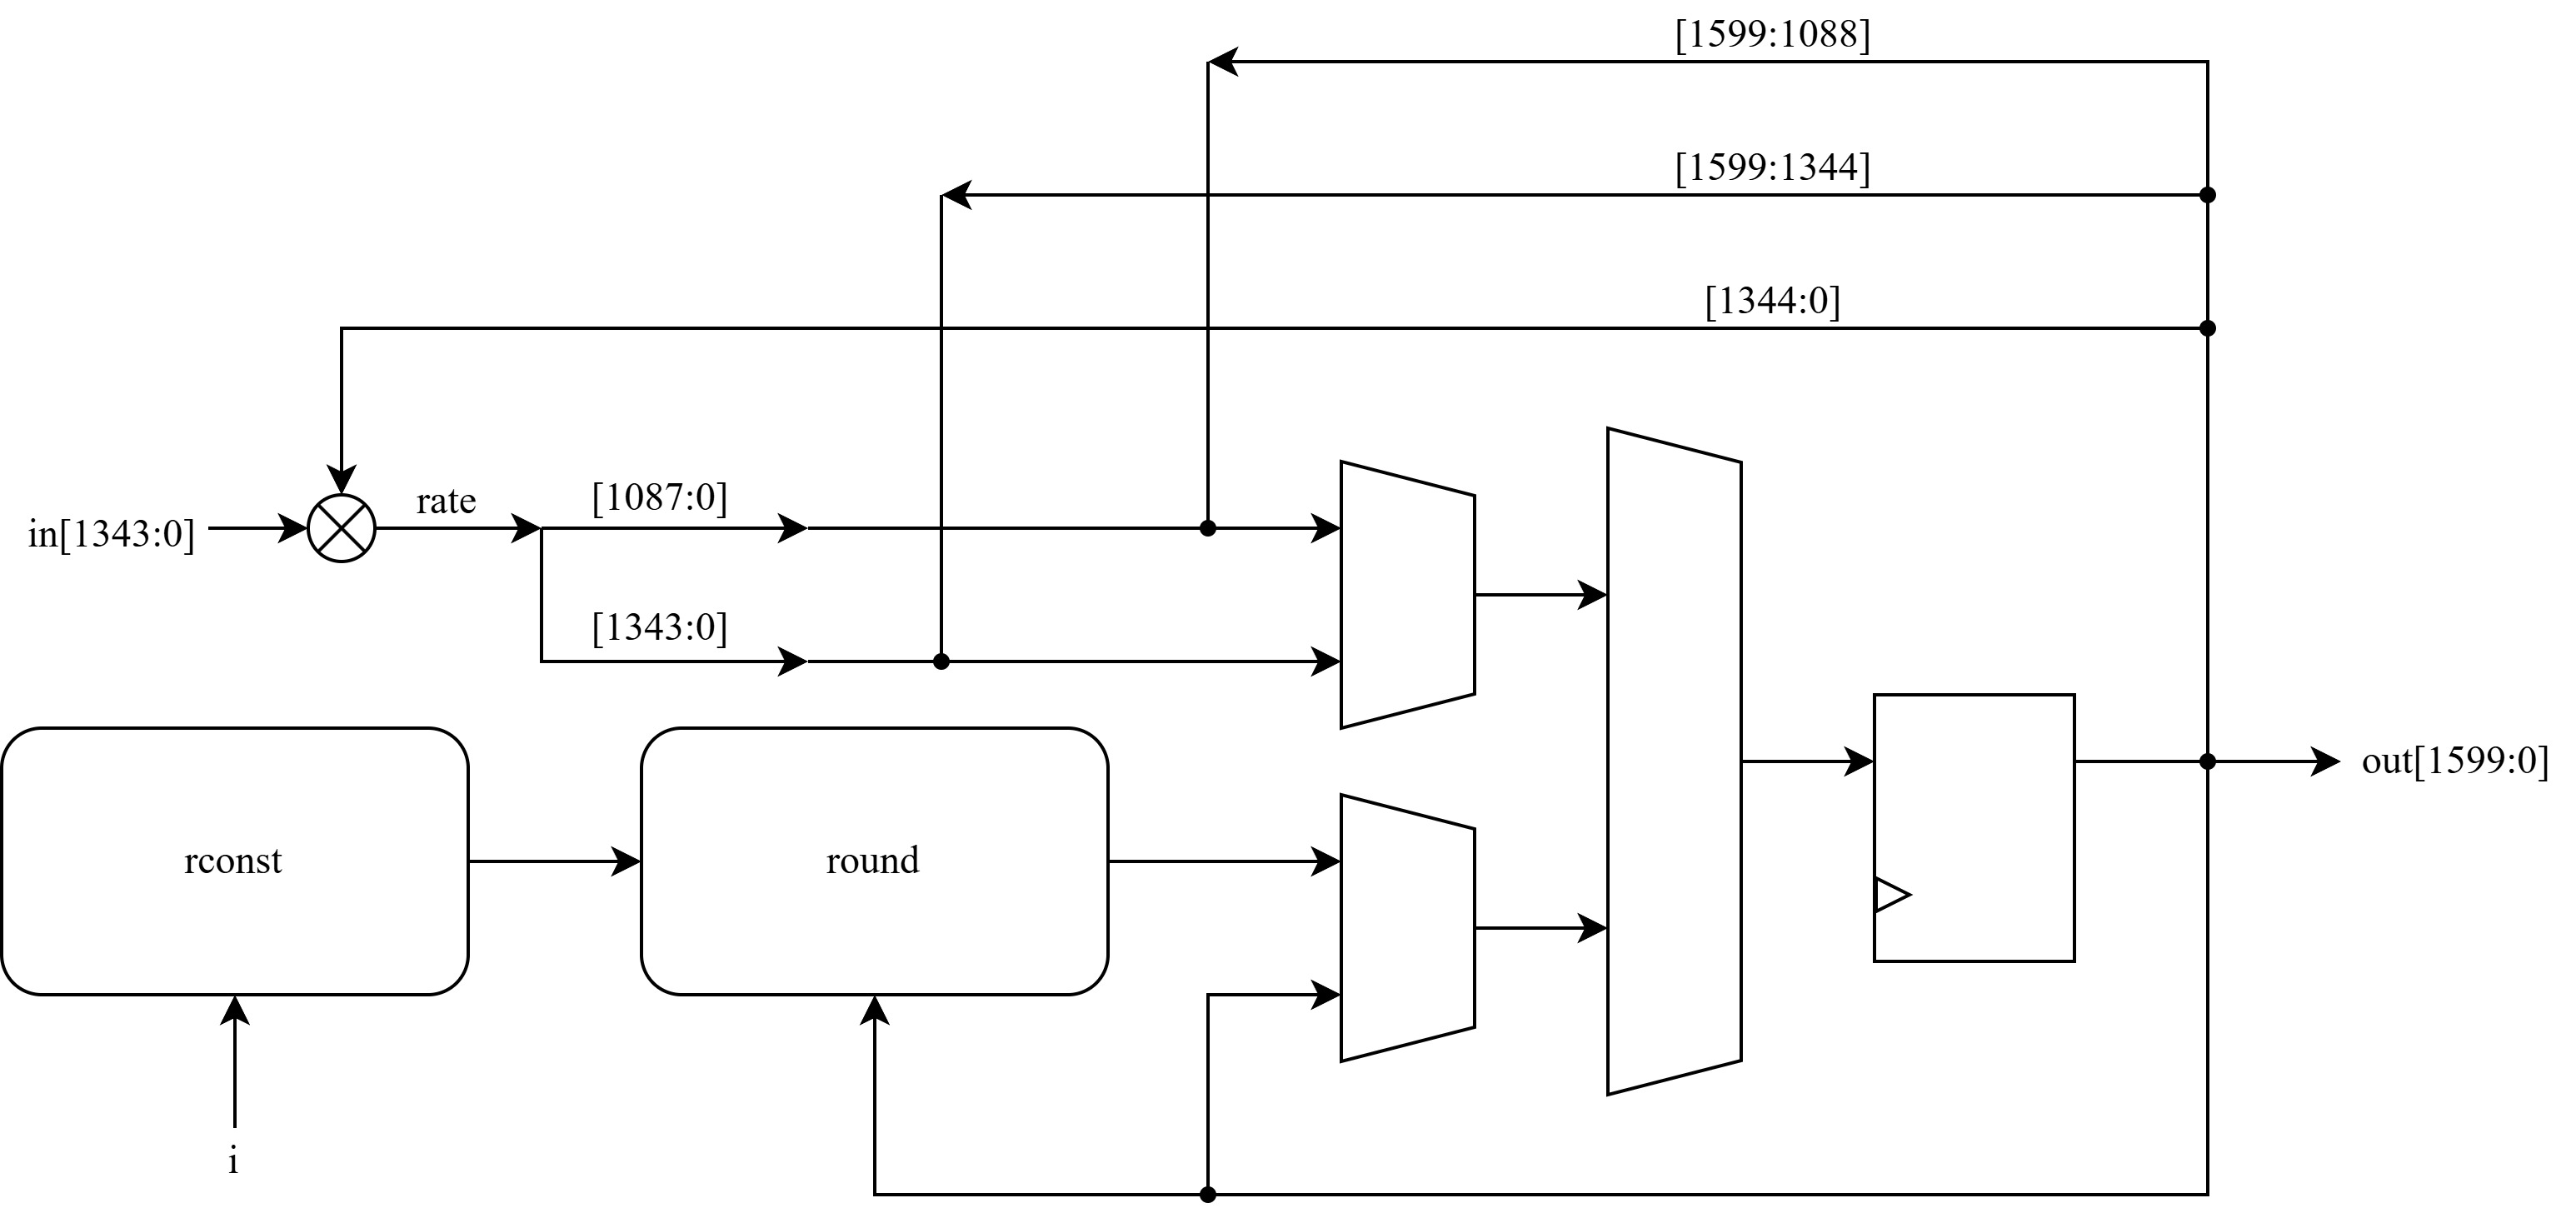 [1599:1088]
[1599:1344]
[1344:0]
rate
[1087:0]
in[1343:0]
[1343:0]
out[1599:0]
rconst
round
i